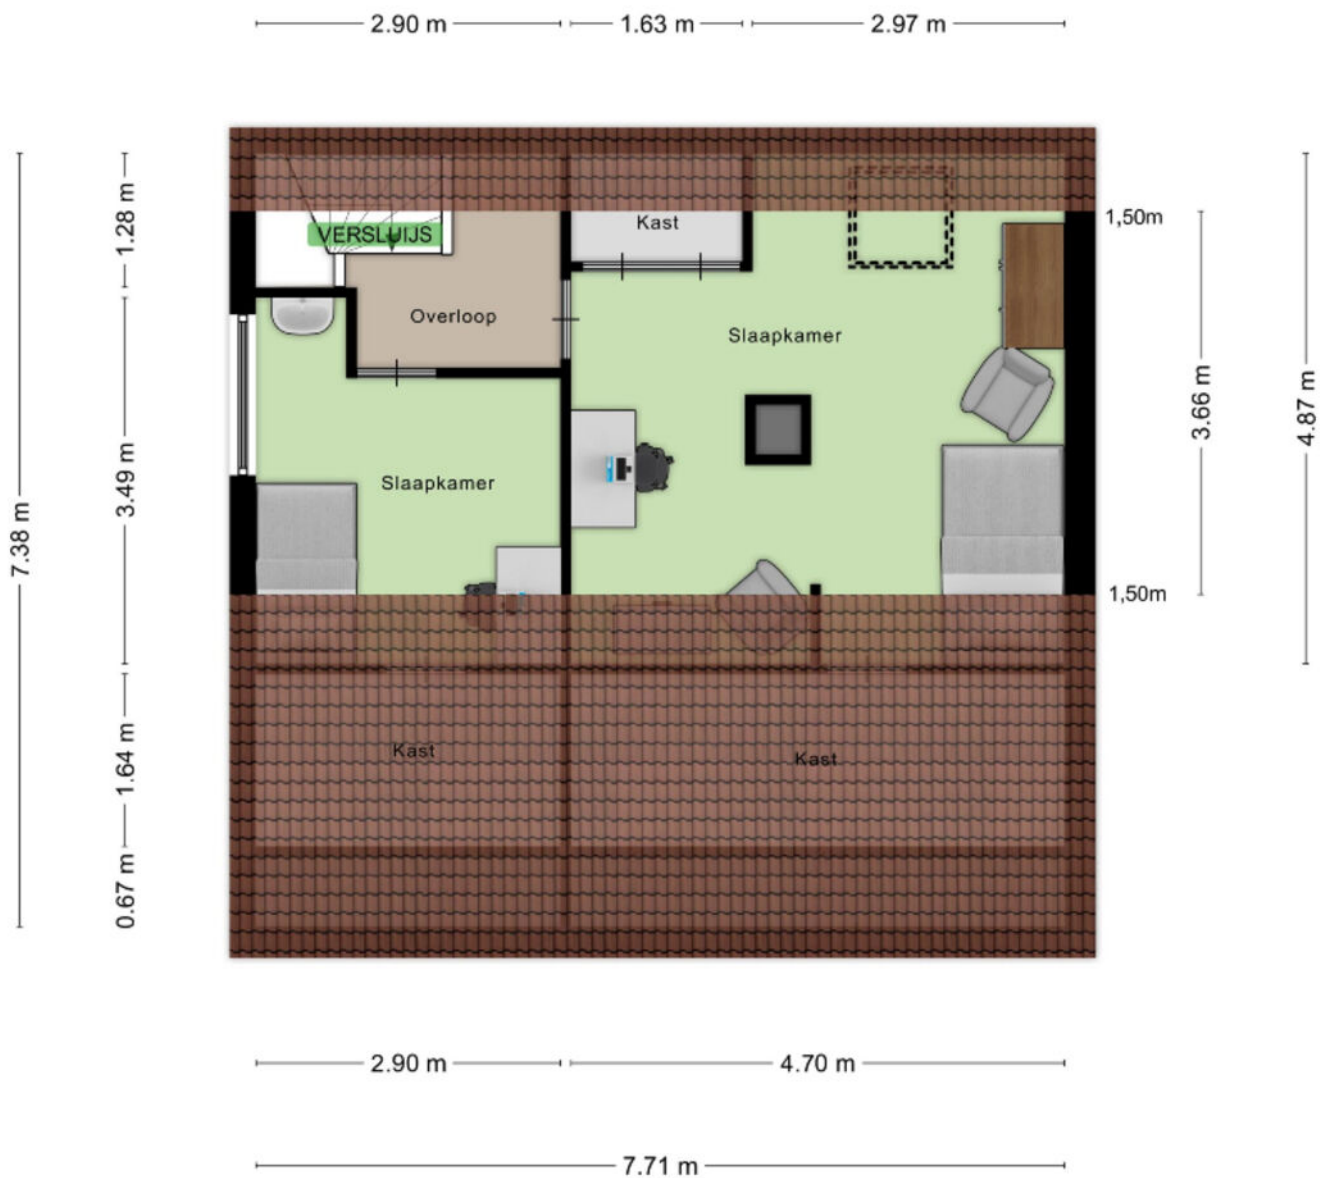 2.90 m
1.63 m
2.97 m
1.28 m
Kast
1,50m
VERSLUIJS
Overloop
Slaapkamer
3.66 m
4.87 m
3.49 m
Slaapkamer
7.38 m
1,50m
1.64 m
Kast
Kast
0.67 m
2.90 m
4.70 m
7.71 m